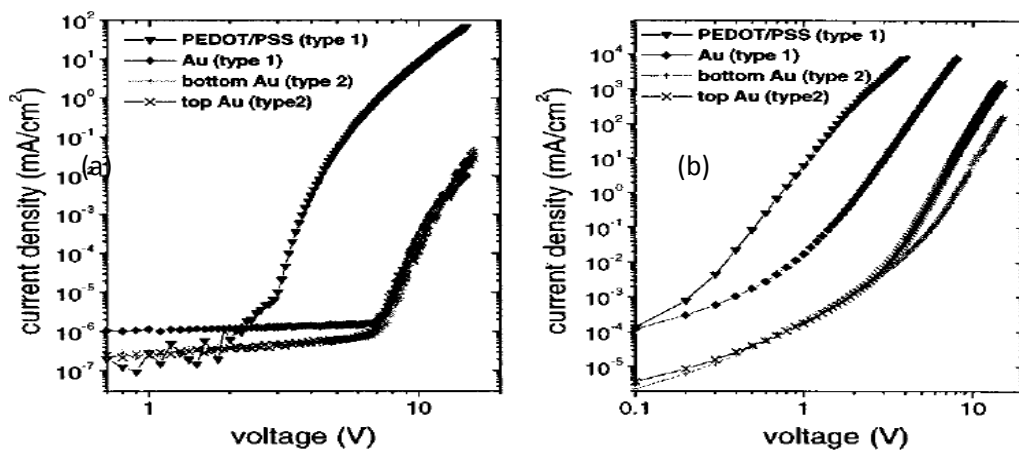 10²
10¹
10⁰
10⁻¹
10⁻²
10⁻³
10⁻⁴
10⁻⁵
10⁻⁶
10⁻⁷
current density (mA/cm²)
PEDOT/PSS (type 1)
Au (type 1)
bottom Au (type 2)
top Au (type2)
(a)
1
10
voltage (V)
10⁴
10³
10²
10¹
10⁰
10⁻¹
10⁻²
10⁻³
10⁻⁴
10⁻⁵
current density (mA/cm²)
PEDOT/PSS (type 1)
Au (type 1)
bottom Au (type 2)
top Au (type2)
(b)
0.1
1
10
voltage (V)